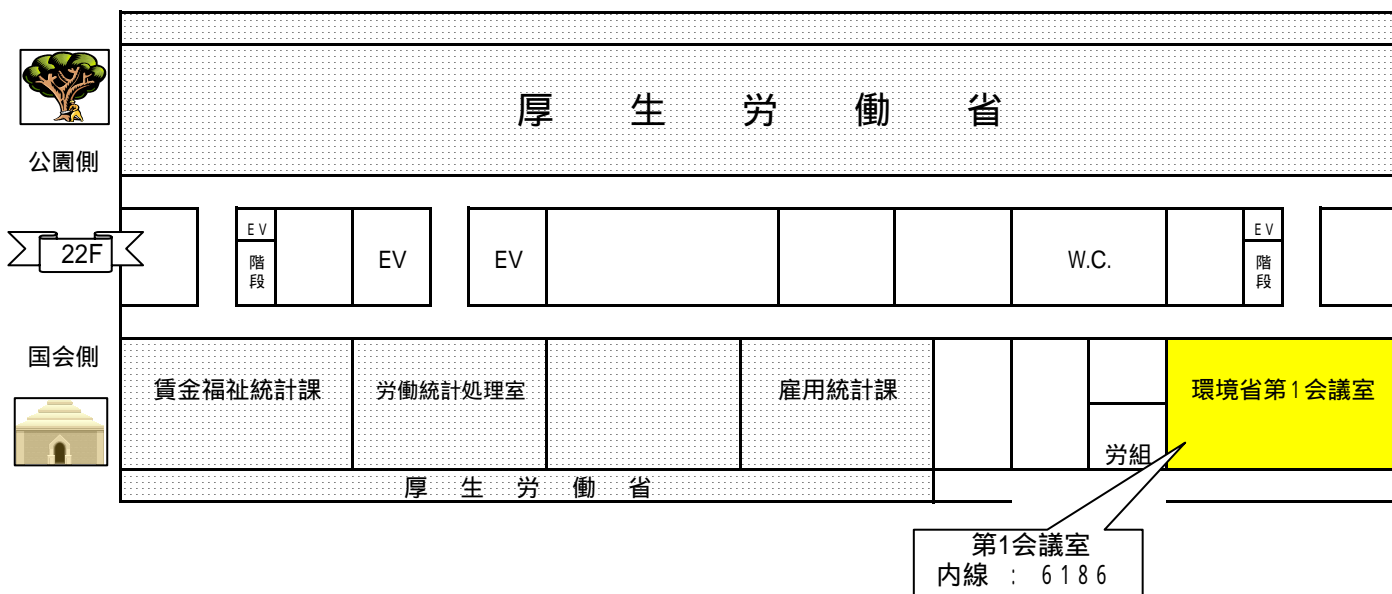 厚生労働省
公園側
22F
EV
階段
EV
EV
W.C.
EV
階段
国会側
賃金福祉統計課
労働統計処理室
雇用統計課
環境省第1会議室
労組
厚生労働省
第1会議室
内線 : 6186